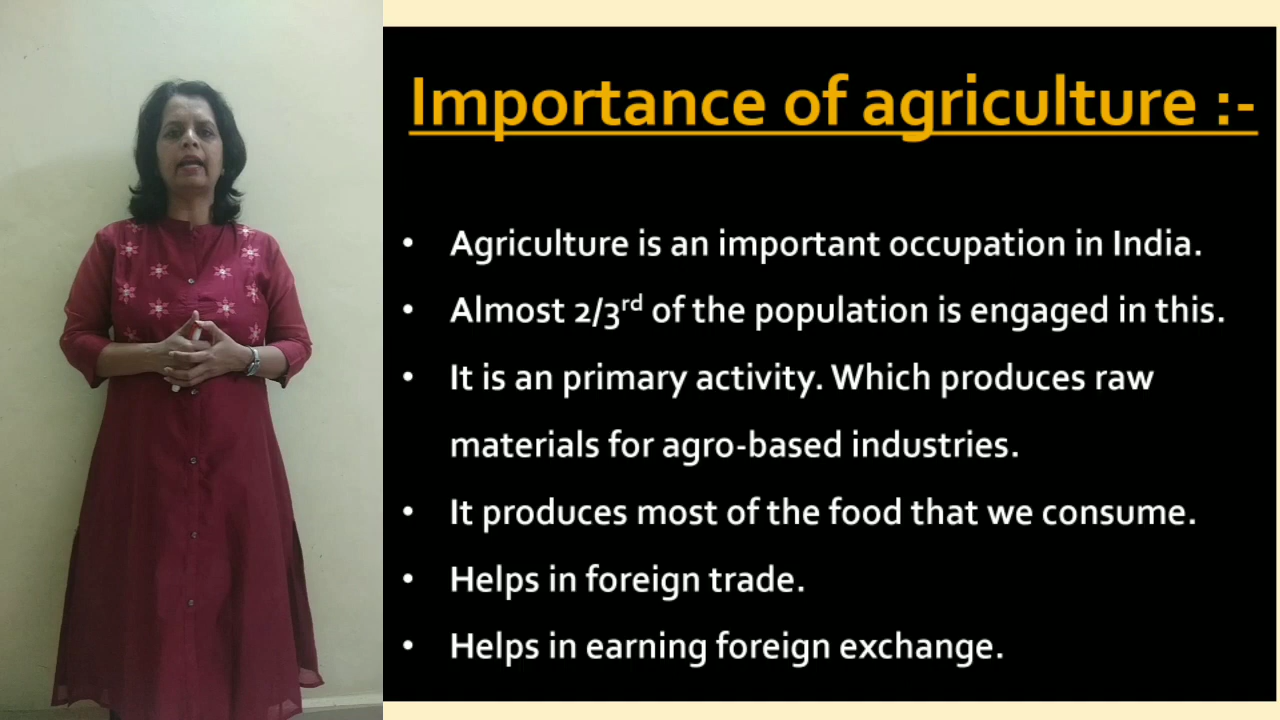 Importance of agriculture :-
• Agriculture is an important occupation in India.
• Almost 2/3rd of the population is engaged in this.
• It is an primary activity. Which produces raw
materials for agro-based industries.
• It produces most of the food that we consume.
• Helps in foreign trade.
• Helps in earning foreign exchange.